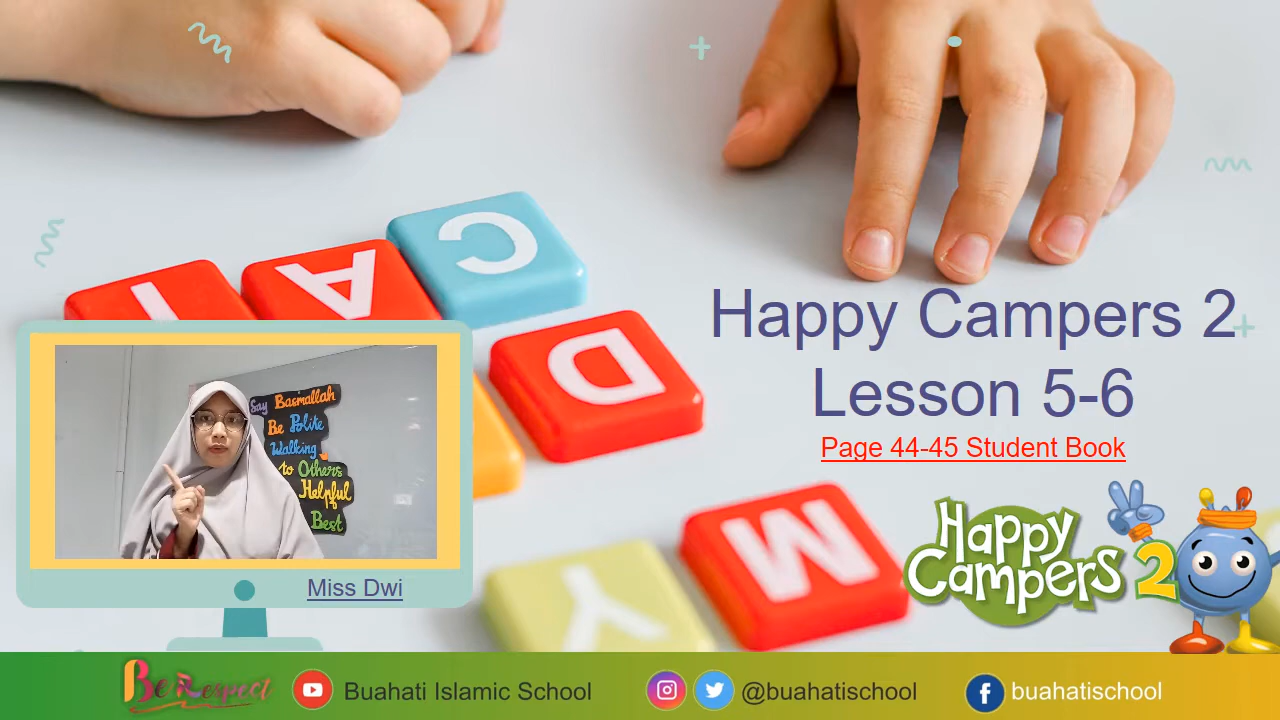 I
A
C
D
Y
M
Happy Campers 2
Lesson 5-6
Page 44-45 Student Book
Say Basmallah
Be Polite
Walking
to Others
Helpful
Best
Miss Dwi
Happy
Campers 2
Be Respect
Buahati Islamic School
@buahatischool
buahatischool